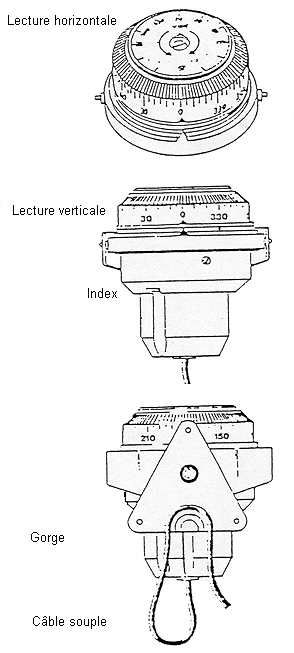 Lecture horizontale
30 0 330
Lecture verticale
30 0 330
Index
210 150
Gorge
Câble souple